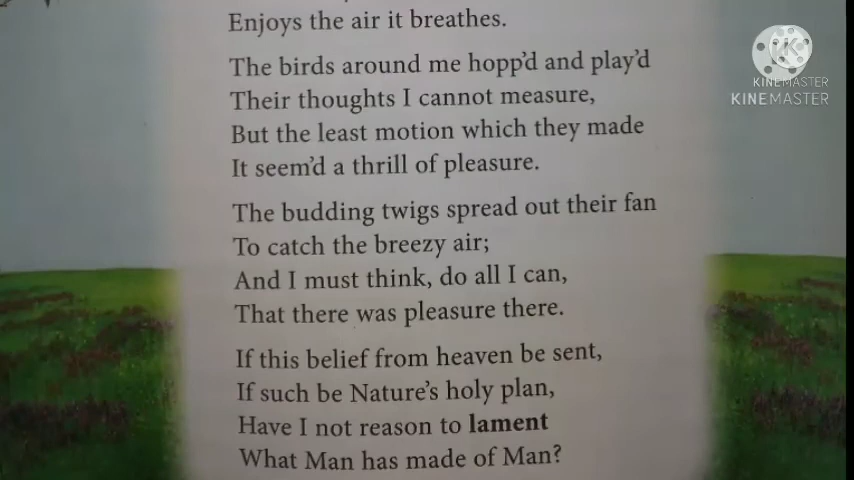 Enjoys the air it breathes.
The birds around me hopp'd and play'd
Their thoughts I cannot measure,
But the least motion which they made
It seem'd a thrill of pleasure.
The budding twigs spread out their fan
To catch the breezy air;
And I must think, do all I can,
That there was pleasure there.
If this belief from heaven be sent,
If such be Nature's holy plan,
Have I not reason to lament
What Man has made of Man?
KINEMASTER
KINEMASTER